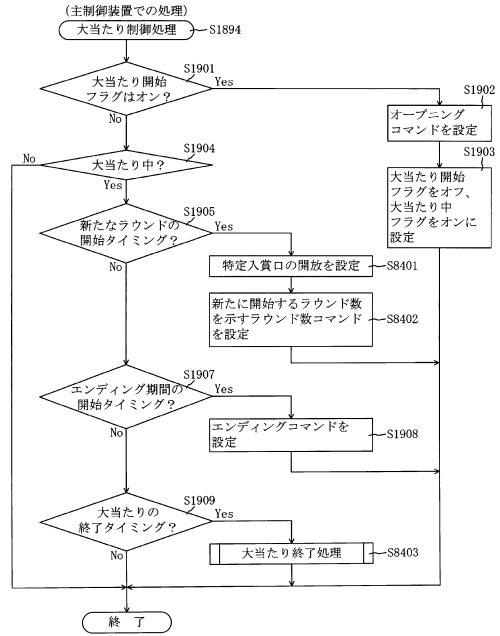 (主制御装置での処理)
大当たり制御処理
S1894
大当たり開始
フラグはオン？
S1901
Yes
No
オープニング
コマンドを設定
S1902
大当たり開始
フラグをオフ、
大当たり中
フラグをオンに
設定
S1903
大当たり中？
S1904
No
Yes
新たなラウンドの
開始タイミング？
S1905
Yes
No
特定入賞口の開放を設定
S8401
新たに開始するラウンド数
を示すラウンド数コマンド
を設定
S8402
エンディング期間の
開始タイミング？
S1907
Yes
No
エンディングコマンドを
設定
S1908
大当たりの
終了タイミング？
S1909
Yes
No
大当たり終了処理
S8403
終 了